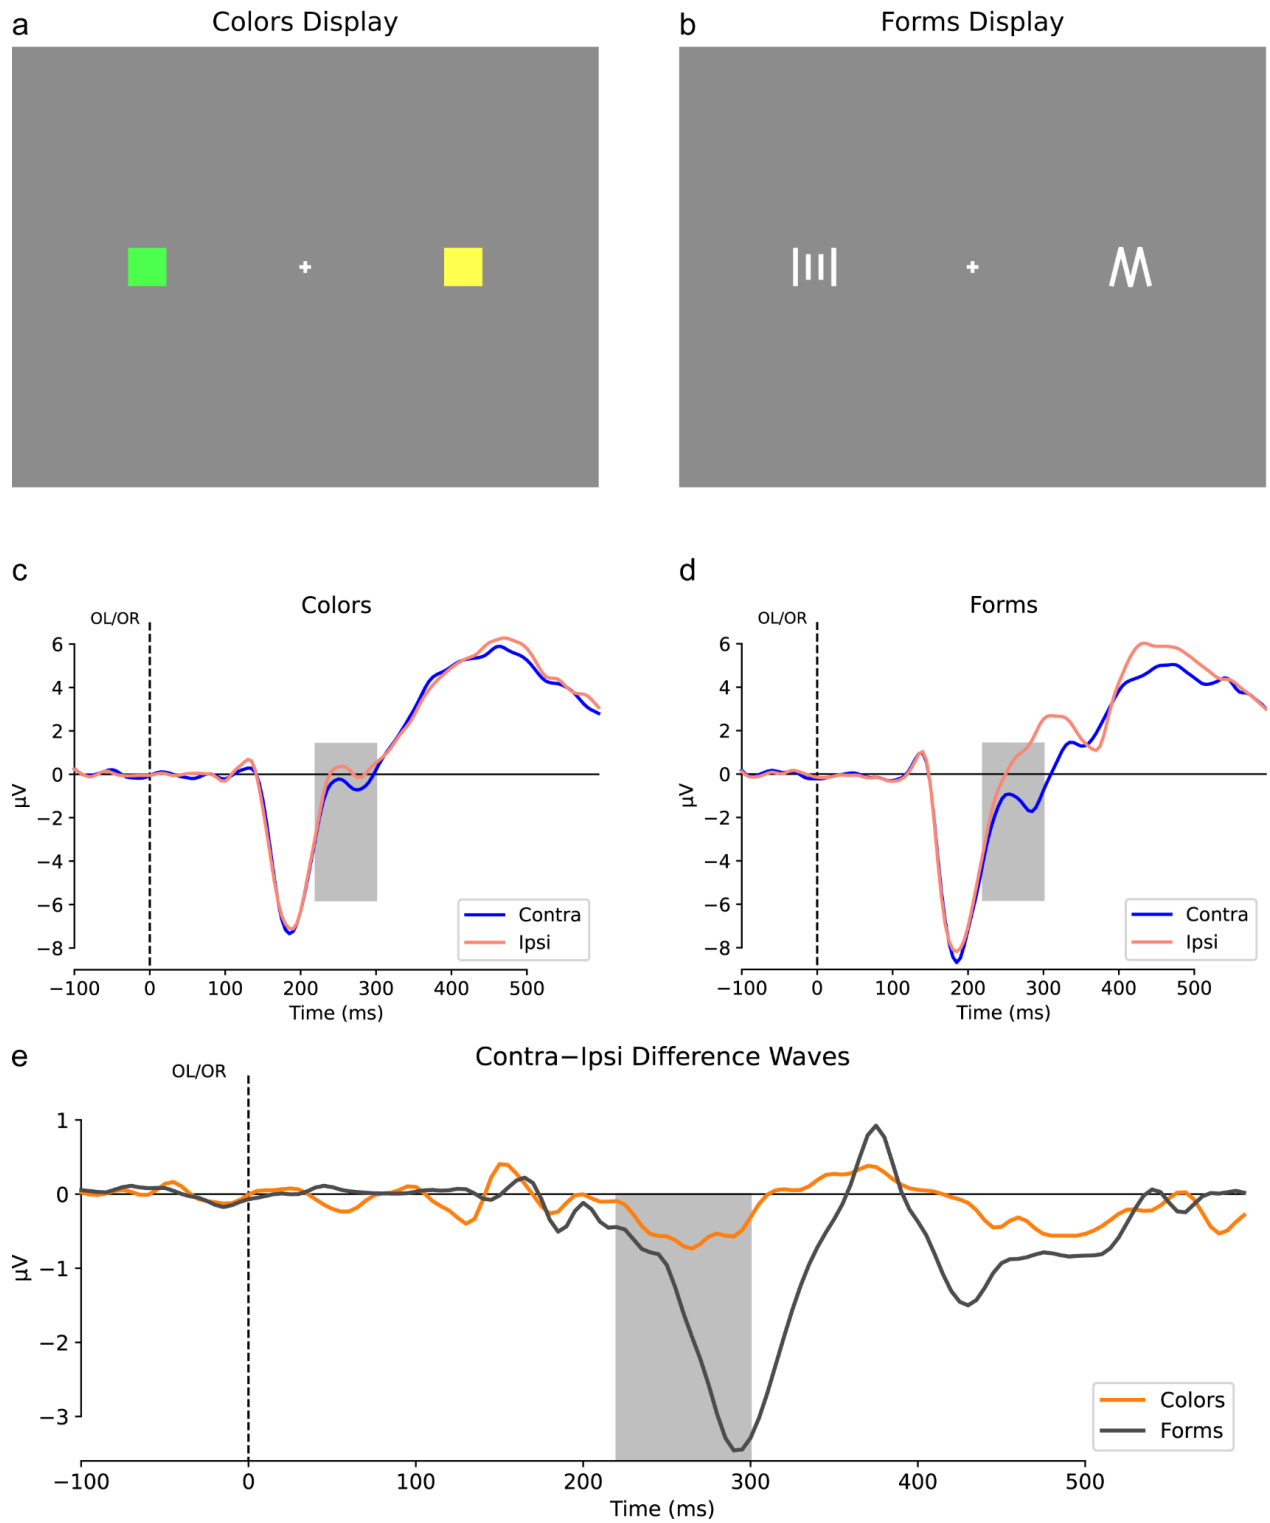 a
Colors Display
b
Forms Display
c
Colors
OL/OR
6
4
2
0
−2
−4
−6
−8
μV
Contra
Ipsi
−100 0 100 200 300 400 500
Time (ms)
d
Forms
OL/OR
6
4
2
0
−2
−4
−6
−8
μV
Contra
Ipsi
−100 0 100 200 300 400 500
Time (ms)
e
Contra−Ipsi Difference Waves
OL/OR
1
0
−1
−2
−3
μV
Colors
Forms
−100 0 100 200 300 400 500
Time (ms)